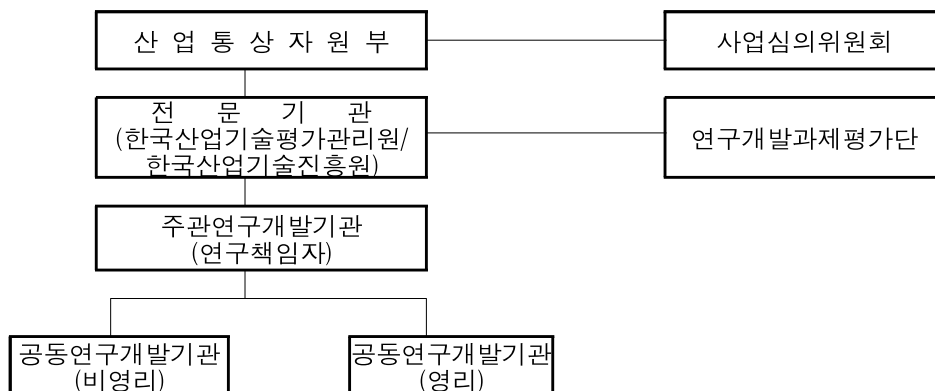 산 업 통 상 자 원 부
사업심의위원회
전 문 기 관
(한국산업기술평가관리원/
한국산업기술진흥원)
연구개발과제평가단
주관연구개발기관
(연구책임자)
공동연구개발기관
(비영리)
공동연구개발기관
(영리)